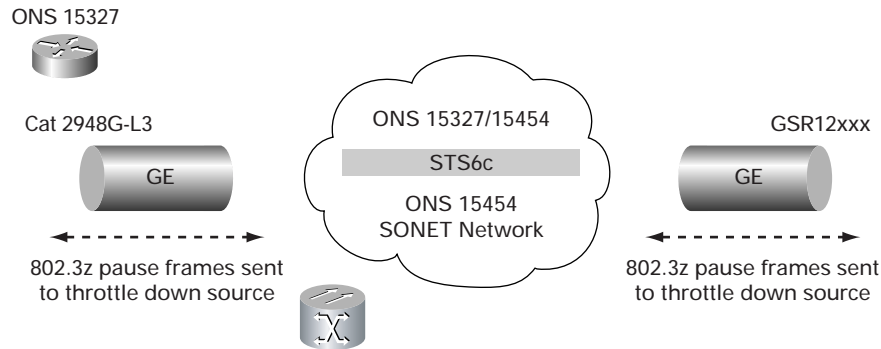 ONS 15327
Cat 2948G-L3
GE
802.3z pause frames sent
to throttle down source
ONS 15327/15454
STS6c
ONS 15454
SONET Network
GSR12xxx
GE
802.3z pause frames sent
to throttle down source